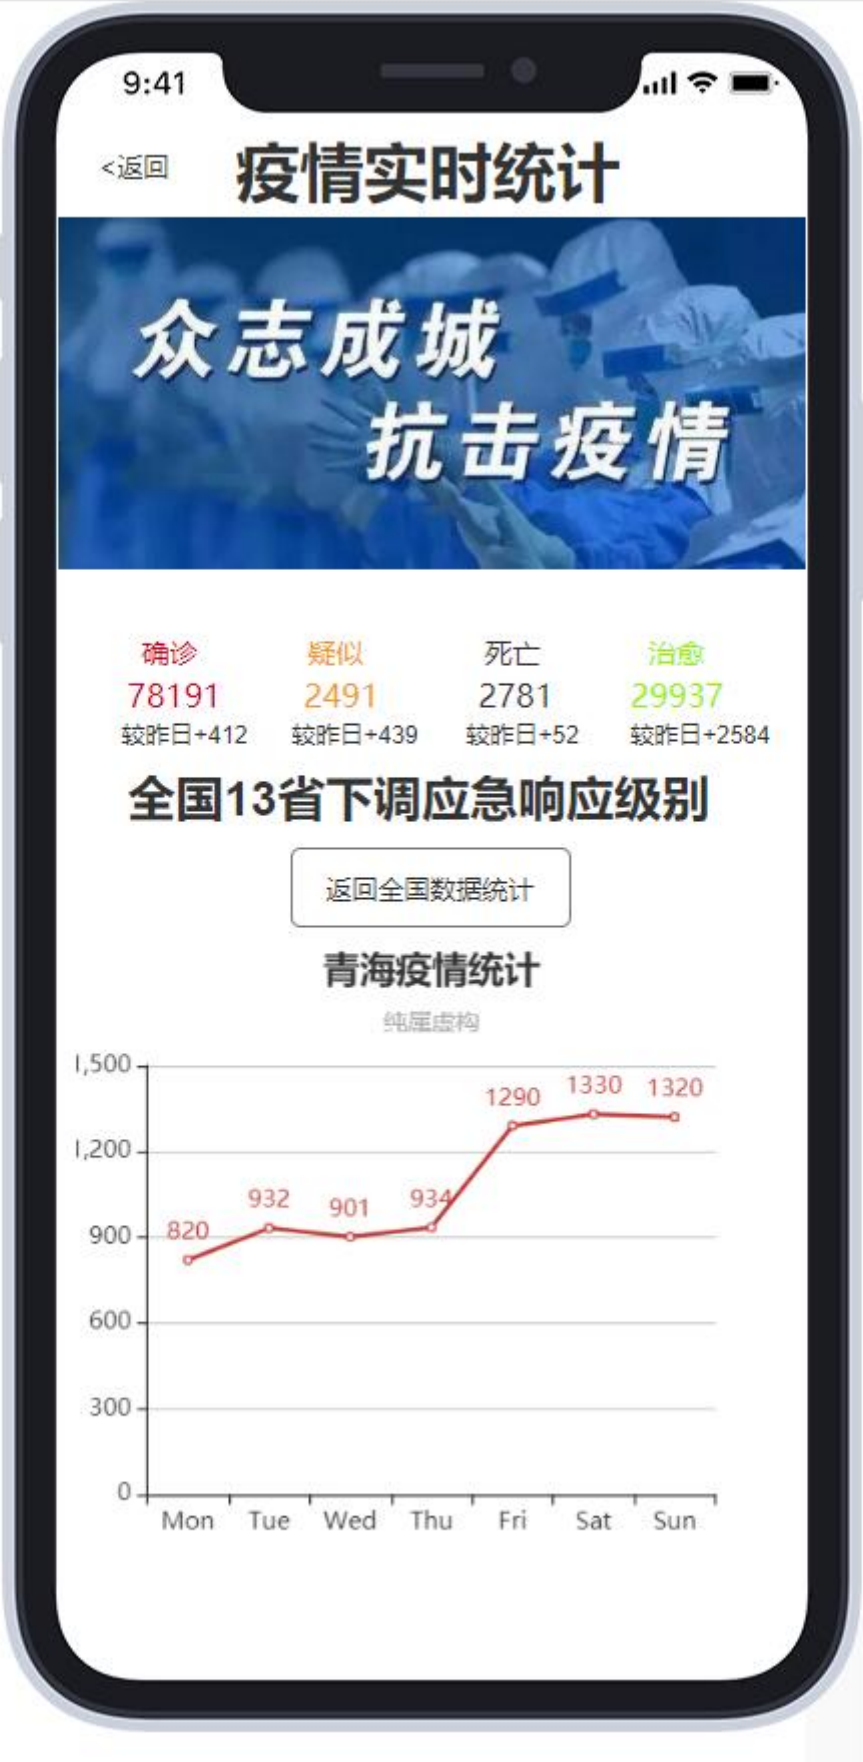 9:41
<返回
疫情实时统计
众志成城
抗击疫情
确诊 疑似 死亡 治愈
78191 2491 2781 29937
较昨日+412 较昨日+439 较昨日+52 较昨日+2584
全国13省下调应急响应级别
返回全国数据统计
青海疫情统计
纯属虚构
1,500
1330 1320
1290
1,200
932 934
901
820
900
600
300
0
Mon Tue Wed Thu Fri Sat Sun